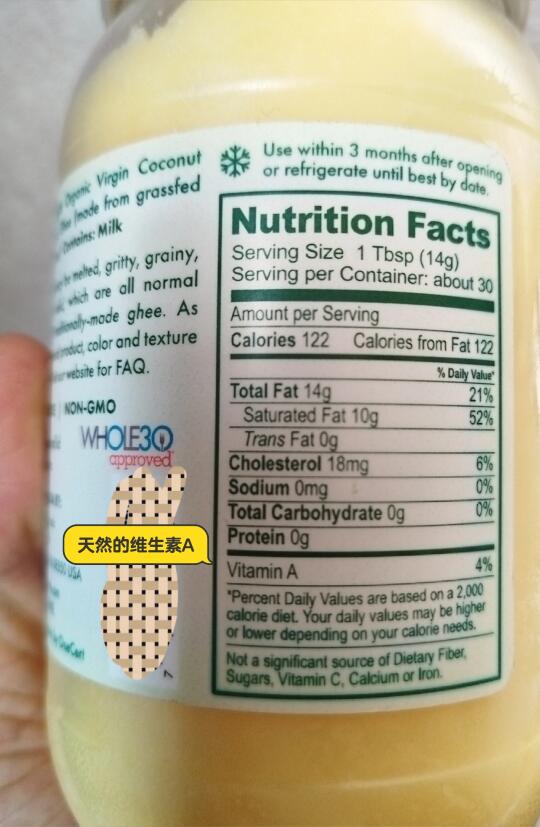 Organic Virgin Coconut
(made from grassfed
Contains: Milk
be melted, gritty, grainy,
which are all normal
ghee. As
product, color and texture
website for FAQ.
NON-GMO
WHOLE30
approved
USA
天然的维生素A
Use within 3 months after opening
or refrigerate until best by date.
Nutrition Facts
Serving Size 1 Tbsp (14g)
Serving per Container: about 30
Amount per Serving
Calories 122 Calories from Fat 122
% Daily Value*
Total Fat 14g 21%
Saturated Fat 10g 52%
Trans Fat 0g
Cholesterol 18mg 6%
Sodium 0mg 0%
Total Carbohydrate 0g 0%
Protein 0g
Vitamin A 4%
*Percent Daily Values are based on a 2,000
calorie diet. Your daily values may be higher
or lower depending on your calorie needs.
Not a significant source of Dietary Fiber,
Sugars, Vitamin C, Calcium or Iron.